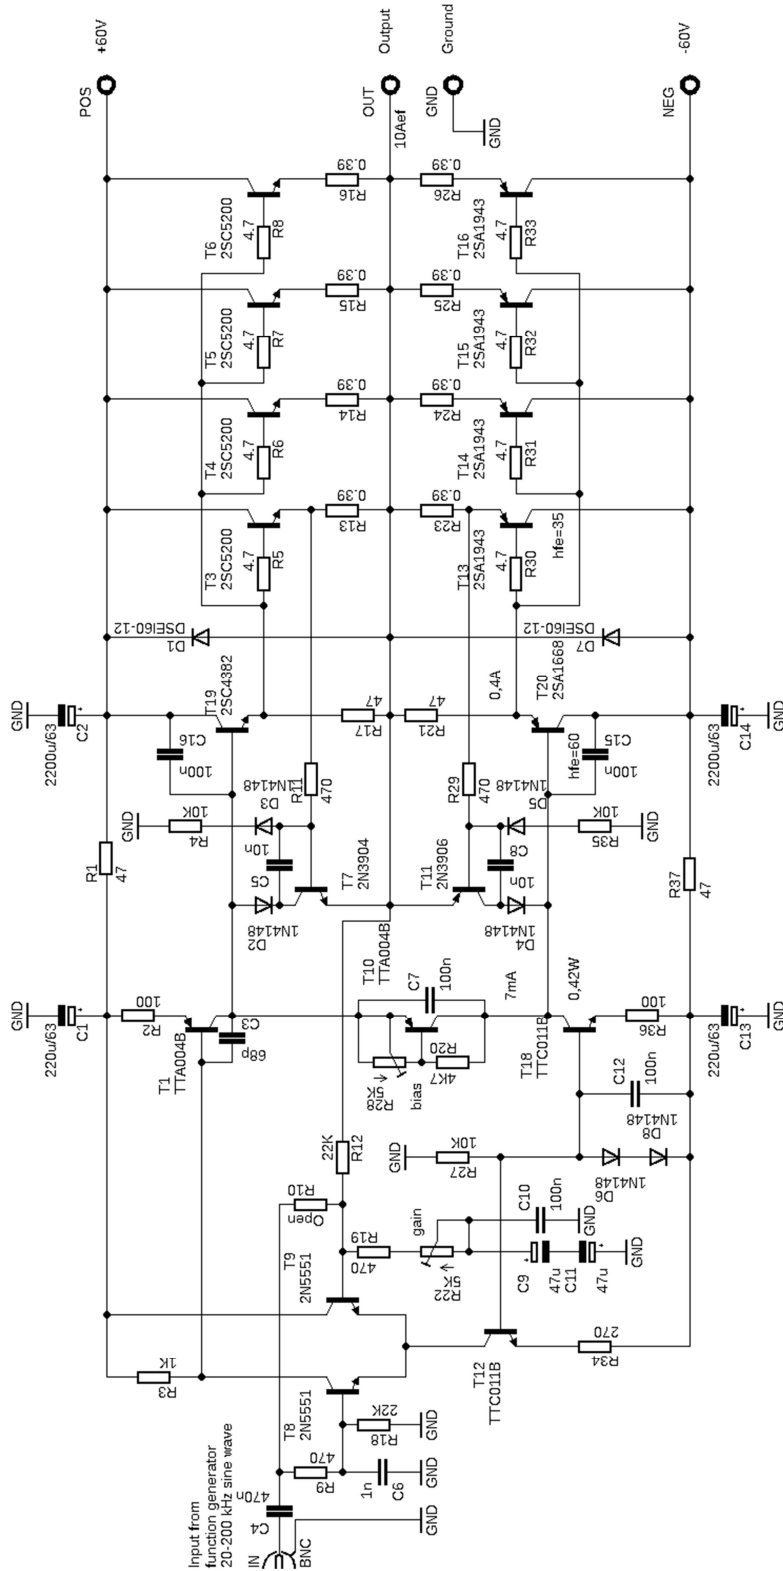 +60V
POS
Output
OUT
10Aef
Ground
GND
GND
-60V
NEG
T6
2SC5200
4.7
R8
0.39
R16
0.39
R26
T16
2SA1943
4.7
R33
T5
2SC5200
4.7
R7
0.39
R15
0.39
R25
T15
2SA1943
4.7
R32
T4
2SC5200
4.7
R6
0.39
R14
0.39
R24
T14
2SA1943
4.7
R31
T3
2SC5200
4.7
R5
0.39
R13
0.39
R23
T13
2SA1943
4.7
R30
hfe=35
DSEI60-12
D1
DSEI60-12
D7
GND
2200u/63
C2
T19
2SC4382
C16
100n
47
R17
47
R21
0,4A
T20
2SA1668
hfe=60
C15
100n
2200u/63
C14
GND
R1
47
GND
10K
R4
1N4148
D3
R11
470
10n
C5
T7
2N3904
D2
1N4148
R29
470
1N4148
D5
C8
10n
T11
2N3906
D4
1N4148
10K
R35
GND
R37
47
GND
220u/63
C1
100
R2
T1
TTA004B
C3
68p
T10
TTA004B
C7
100n
R28
5K
bias
R20
4K7
7mA
T18
TTC011B
0,42W
100
R36
220u/63
C13
GND
C12
100n
1N4148
D8
D6
1N4148
GND
10K
R27
22K
R12
R10
Open
R19
470
gain
R22
5K
C10
100n
GND
C9
47u
C11
47u
GND
T9
2N5551
R3
1K
T8
2N5551
T12
TTC011B
270
R34
22K
R18
GND
470
R9
1n
C6
GND
470n
C4
Input from
function generator
20-200 kHz sine wave
IN
BNC
GND